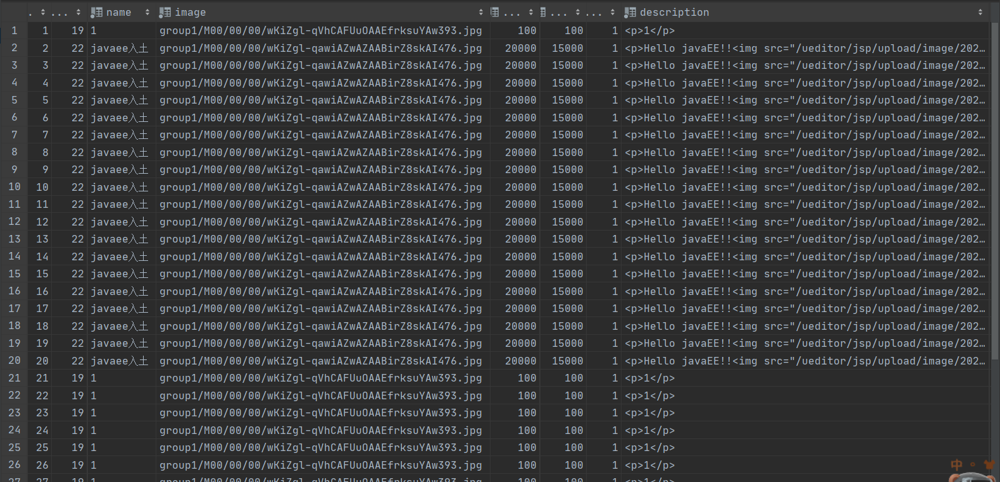 . ... name image ... ... ... description
1 1 19 1 group1/M00/00/00/wKiZgl-qVhCAFUuOAAEfrksuYAw393.jpg 100 100 1 <p>1</p>
2 2 22 javaee入土 group1/M00/00/00/wKiZgl-qawiAZwAZAABirZ8skAI476.jpg 20000 15000 1 <p>Hello javaEE!!<img src="/ueditor/jsp/upload/image/202…
3 3 22 javaee入土 group1/M00/00/00/wKiZgl-qawiAZwAZAABirZ8skAI476.jpg 20000 15000 1 <p>Hello javaEE!!<img src="/ueditor/jsp/upload/image/202…
4 4 22 javaee入土 group1/M00/00/00/wKiZgl-qawiAZwAZAABirZ8skAI476.jpg 20000 15000 1 <p>Hello javaEE!!<img src="/ueditor/jsp/upload/image/202…
5 5 22 javaee入土 group1/M00/00/00/wKiZgl-qawiAZwAZAABirZ8skAI476.jpg 20000 15000 1 <p>Hello javaEE!!<img src="/ueditor/jsp/upload/image/202…
6 6 22 javaee入土 group1/M00/00/00/wKiZgl-qawiAZwAZAABirZ8skAI476.jpg 20000 15000 1 <p>Hello javaEE!!<img src="/ueditor/jsp/upload/image/202…
7 7 22 javaee入土 group1/M00/00/00/wKiZgl-qawiAZwAZAABirZ8skAI476.jpg 20000 15000 1 <p>Hello javaEE!!<img src="/ueditor/jsp/upload/image/202…
8 8 22 javaee入土 group1/M00/00/00/wKiZgl-qawiAZwAZAABirZ8skAI476.jpg 20000 15000 1 <p>Hello javaEE!!<img src="/ueditor/jsp/upload/image/202…
9 9 22 javaee入土 group1/M00/00/00/wKiZgl-qawiAZwAZAABirZ8skAI476.jpg 20000 15000 1 <p>Hello javaEE!!<img src="/ueditor/jsp/upload/image/202…
10 10 22 javaee入土 group1/M00/00/00/wKiZgl-qawiAZwAZAABirZ8skAI476.jpg 20000 15000 1 <p>Hello javaEE!!<img src="/ueditor/jsp/upload/image/202…
11 11 22 javaee入土 group1/M00/00/00/wKiZgl-qawiAZwAZAABirZ8skAI476.jpg 20000 15000 1 <p>Hello javaEE!!<img src="/ueditor/jsp/upload/image/202…
12 12 22 javaee入土 group1/M00/00/00/wKiZgl-qawiAZwAZAABirZ8skAI476.jpg 20000 15000 1 <p>Hello javaEE!!<img src="/ueditor/jsp/upload/image/202…
13 13 22 javaee入土 group1/M00/00/00/wKiZgl-qawiAZwAZAABirZ8skAI476.jpg 20000 15000 1 <p>Hello javaEE!!<img src="/ueditor/jsp/upload/image/202…
14 14 22 javaee入土 group1/M00/00/00/wKiZgl-qawiAZwAZAABirZ8skAI476.jpg 20000 15000 1 <p>Hello javaEE!!<img src="/ueditor/jsp/upload/image/202…
15 15 22 javaee入土 group1/M00/00/00/wKiZgl-qawiAZwAZAABirZ8skAI476.jpg 20000 15000 1 <p>Hello javaEE!!<img src="/ueditor/jsp/upload/image/202…
16 16 22 javaee入土 group1/M00/00/00/wKiZgl-qawiAZwAZAABirZ8skAI476.jpg 20000 15000 1 <p>Hello javaEE!!<img src="/ueditor/jsp/upload/image/202…
17 17 22 javaee入土 group1/M00/00/00/wKiZgl-qawiAZwAZAABirZ8skAI476.jpg 20000 15000 1 <p>Hello javaEE!!<img src="/ueditor/jsp/upload/image/202…
18 18 22 javaee入土 group1/M00/00/00/wKiZgl-qawiAZwAZAABirZ8skAI476.jpg 20000 15000 1 <p>Hello javaEE!!<img src="/ueditor/jsp/upload/image/202…
19 19 22 javaee入土 group1/M00/00/00/wKiZgl-qawiAZwAZAABirZ8skAI476.jpg 20000 15000 1 <p>Hello javaEE!!<img src="/ueditor/jsp/upload/image/202…
20 20 22 javaee入土 group1/M00/00/00/wKiZgl-qawiAZwAZAABirZ8skAI476.jpg 20000 15000 1 <p>Hello javaEE!!<img src="/ueditor/jsp/upload/image/202…
21 21 19 1 group1/M00/00/00/wKiZgl-qVhCAFUuOAAEfrksuYAw393.jpg 100 100 1 <p>1</p>
22 22 19 1 group1/M00/00/00/wKiZgl-qVhCAFUuOAAEfrksuYAw393.jpg 100 100 1 <p>1</p>
23 23 19 1 group1/M00/00/00/wKiZgl-qVhCAFUuOAAEfrksuYAw393.jpg 100 100 1 <p>1</p>
24 24 19 1 group1/M00/00/00/wKiZgl-qVhCAFUuOAAEfrksuYAw393.jpg 100 100 1 <p>1</p>
25 25 19 1 group1/M00/00/00/wKiZgl-qVhCAFUuOAAEfrksuYAw393.jpg 100 100 1 <p>1</p>
26 26 19 1 group1/M00/00/00/wKiZgl-qVhCAFUuOAAEfrksuYAw393.jpg 100 100 1 <p>1</p>
中
27 27 19 1 group1/M00/00/00/wKiZgl-qVhCAFUuOAAEfrksuYAw393.jpg 100 100 1 <p>1</p>